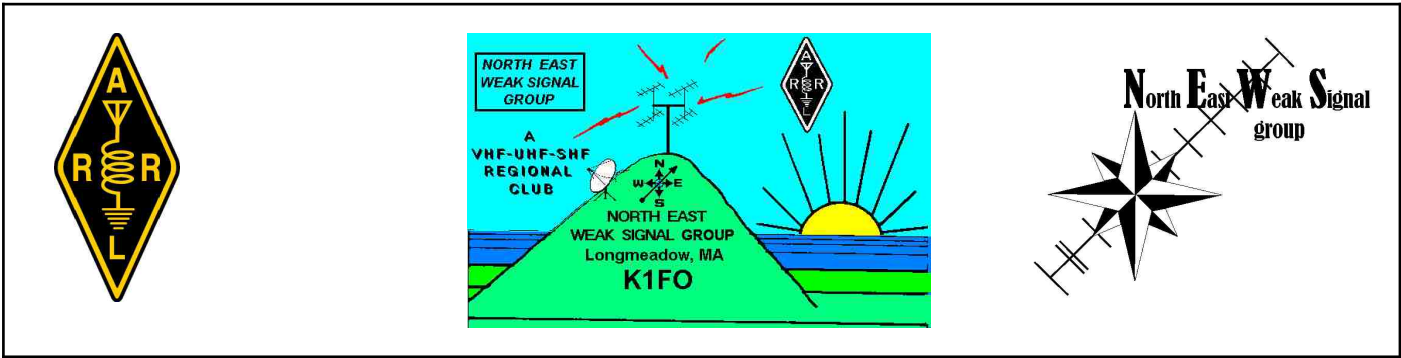 A
R R
L
NORTH EAST
WEAK SIGNAL
GROUP
A
VHF-UHF-SHF
REGIONAL
CLUB
A
R R
L
N
W E
S
NORTH EAST
WEAK SIGNAL GROUP
Longmeadow, MA
K1FO
North East Weak Signal
group